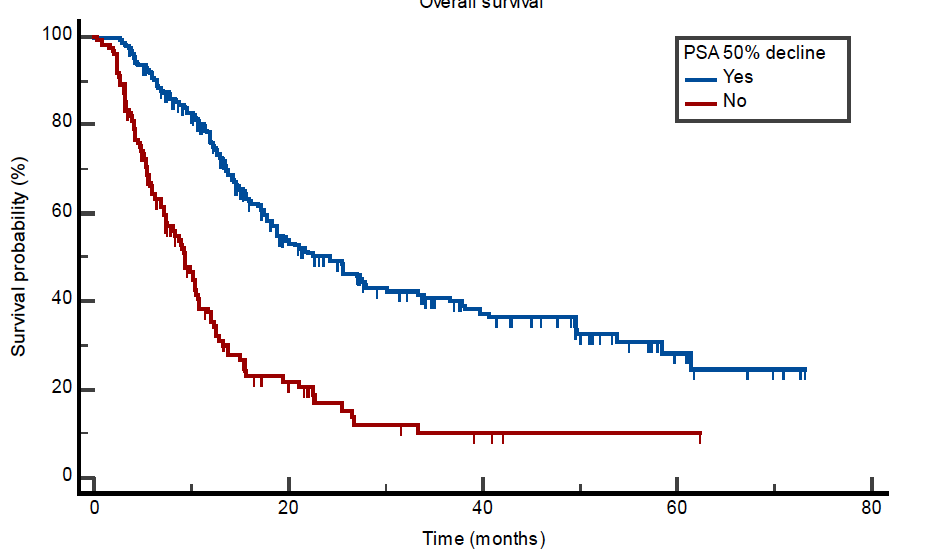 Overall survival
100
80
60
40
20
0
Survival probability (%)
PSA 50% decline
Yes
No
0 20 40 60 80
Time (months)